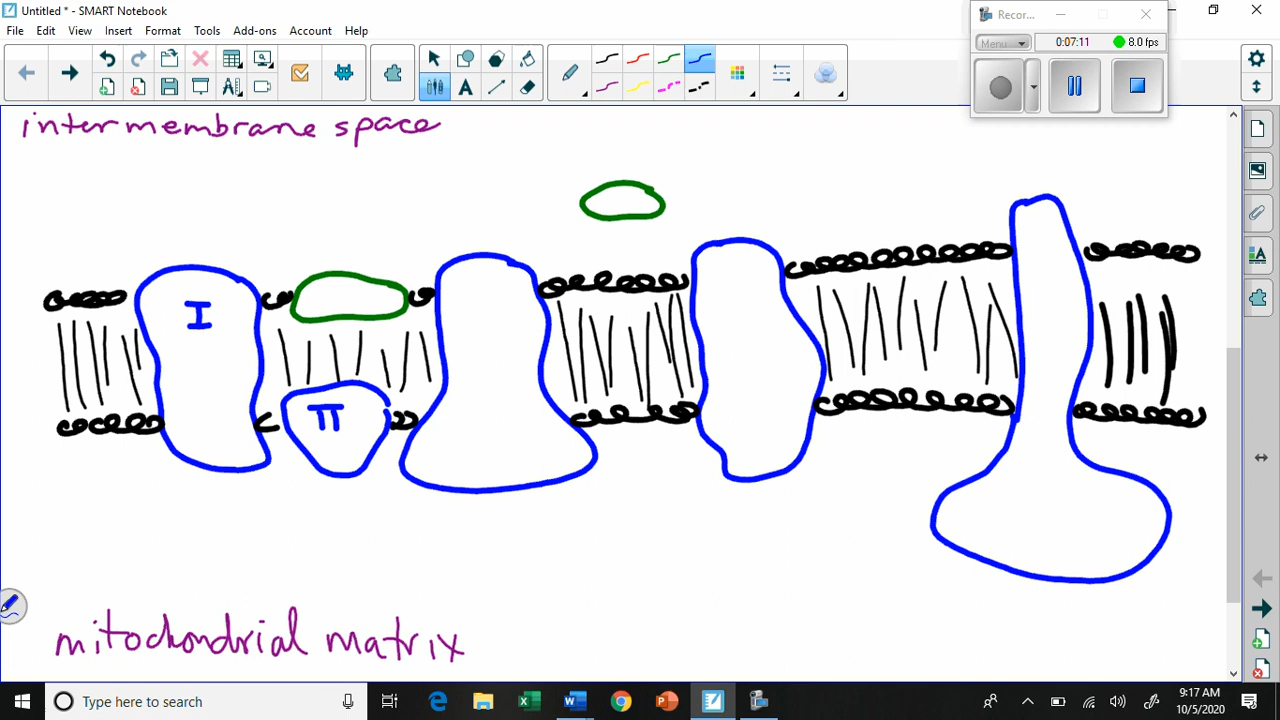 Untitled * - SMART Notebook
File Edit View Insert Format Tools Add-ons Account Help
Recor...
Menu 0:07:11 8.0 fps
intermembrane space
I
II
mitochondrial matrix
Type here to search
9:17 AM
10/5/2020